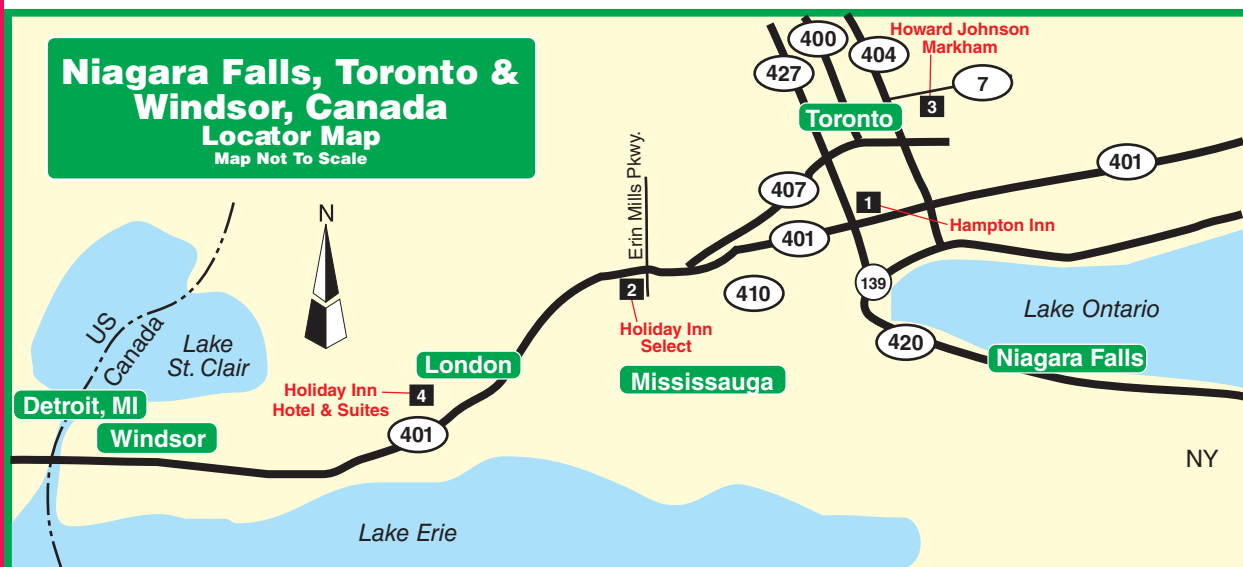 Niagara Falls, Toronto &
Windsor, Canada
Locator Map
Map Not To Scale
400
427
404
Howard Johnson
Markham
7
3
Toronto
Erin Mills Pkwy.
401
407
1
Hampton Inn
401
N
2
410
139
Holiday Inn
Select
Lake Ontario
420
Niagara Falls
US
Canada
Lake
St. Clair
London
Mississauga
Holiday Inn
Hotel & Suites
4
Detroit, MI
Windsor
401
NY
Lake Erie